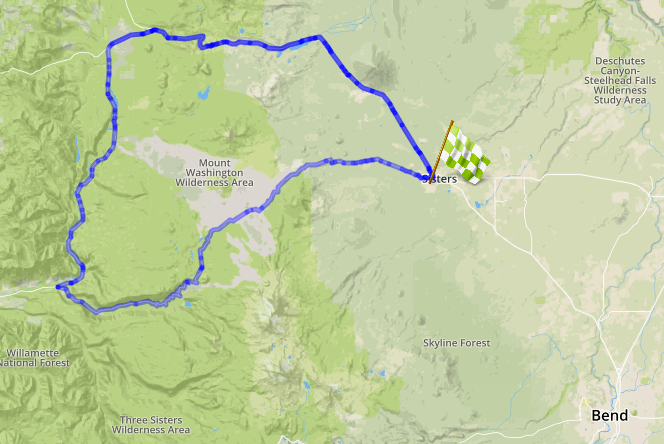 Deschutes
Canyon-
Steelhead Falls
Wilderness
Study Area
Mount
Washington
Wilderness Area
Sisters
Skyline Forest
Willamette
National Forest
Bend
Three Sisters
Wilderness Area